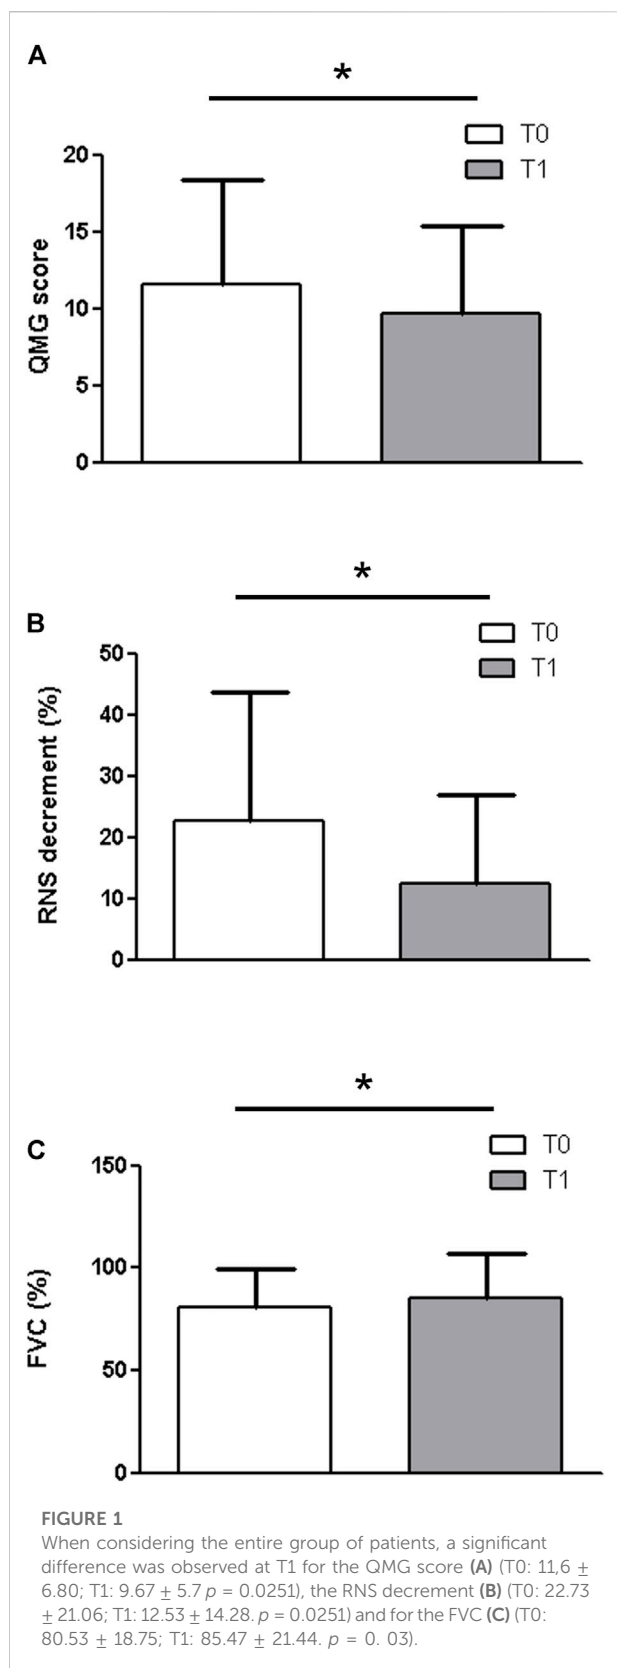 A
*
T0
T1
20
15
10
5
0
QMG score
*
B
T0
T1
50
40
30
20
10
0
RNS decrement (%)
*
C
T0
T1
150
100
50
0
FVC (%)
FIGURE 1
When considering the entire group of patients, a significant
difference was observed at T1 for the QMG score (A) (T0: 11,6 ±
6.80; T1: 9.67 ± 5.7 p = 0.0251), the RNS decrement (B) (T0: 22.73
± 21.06; T1: 12.53 ± 14.28. p = 0.0251) and for the FVC (C) (T0:
80.53 ± 18.75; T1: 85.47 ± 21.44. p = 0. 03).